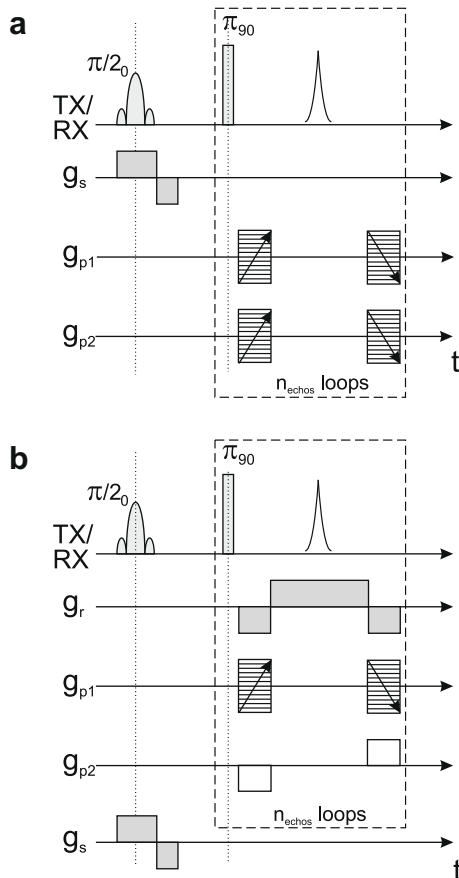 a
π/2₀
π₉₀
TX/
RX
gₛ
gₚ₁
gₚ₂
t
nₑcₕₒₛ loops
b
π/2₀
π₉₀
TX/
RX
gᵣ
gₚ₁
gₚ₂
nₑcₕₒₛ loops
gₛ
t